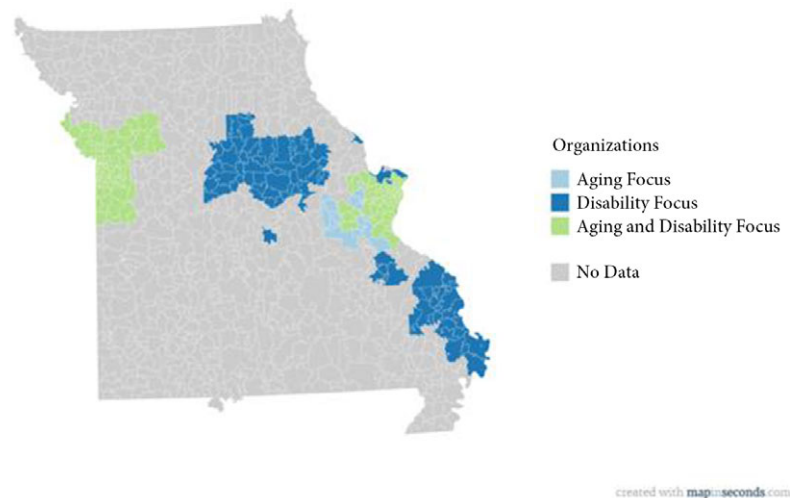 Organizations
Aging Focus
Disability Focus
Aging and Disability Focus
No Data
created with mapinseconds.com